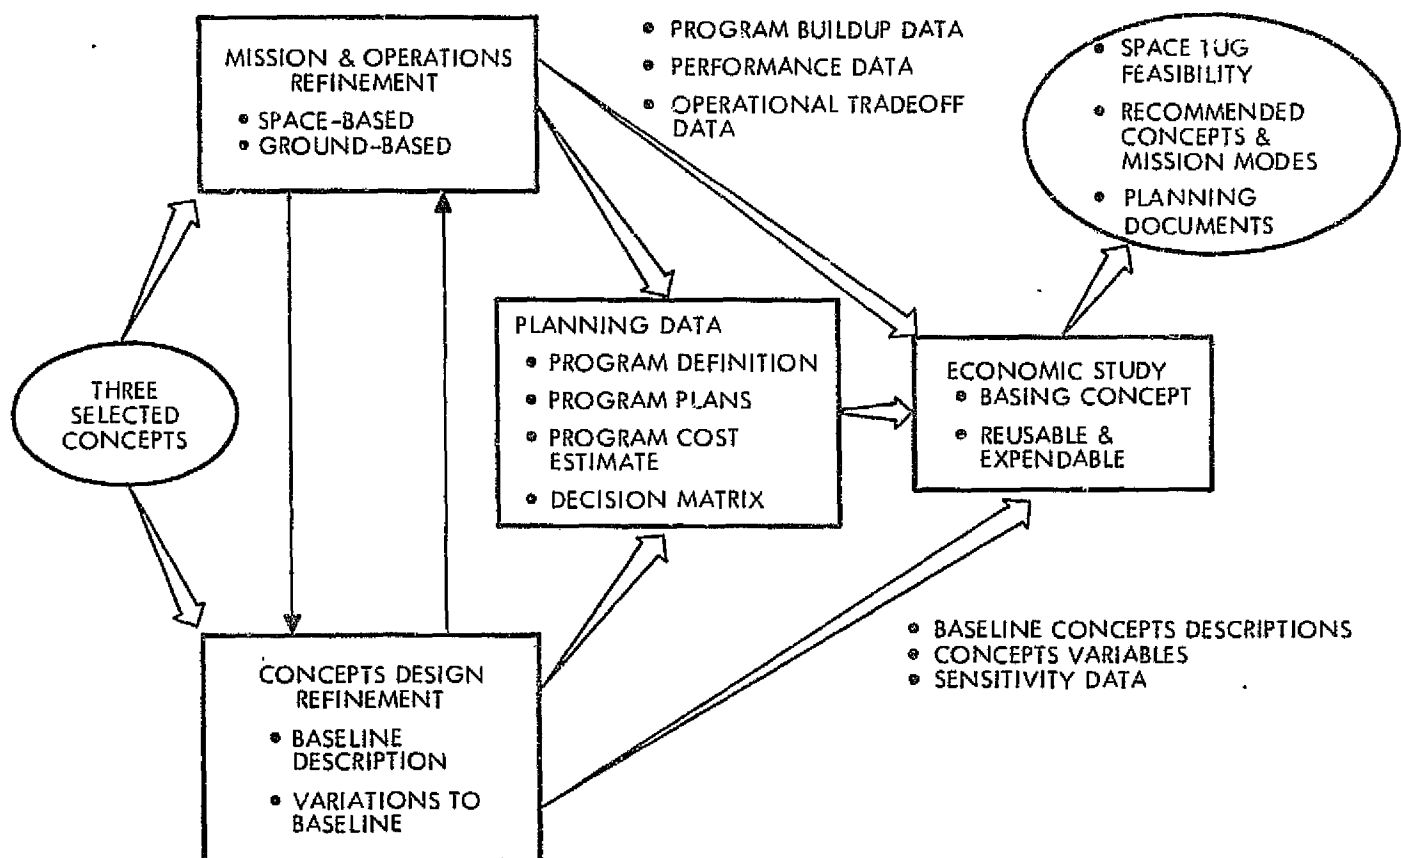 MISSION & OPERATIONS
REFINEMENT
• SPACE-BASED
• GROUND-BASED
• PROGRAM BUILDUP DATA
• PERFORMANCE DATA
• OPERATIONAL TRADEOFF
DATA
• SPACE TUG
FEASIBILITY
• RECOMMENDED
CONCEPTS &
MISSION MODES
• PLANNING
DOCUMENTS
THREE
SELECTED
CONCEPTS
PLANNING DATA
• PROGRAM DEFINITION
• PROGRAM PLANS
• PROGRAM COST
ESTIMATE
• DECISION MATRIX
ECONOMIC STUDY
• BASING CONCEPT
• REUSABLE &
EXPENDABLE
CONCEPTS DESIGN
REFINEMENT
• BASELINE
DESCRIPTION
• VARIATIONS TO
BASELINE
• BASELINE CONCEPTS DESCRIPTIONS
• CONCEPTS VARIABLES
• SENSITIVITY DATA